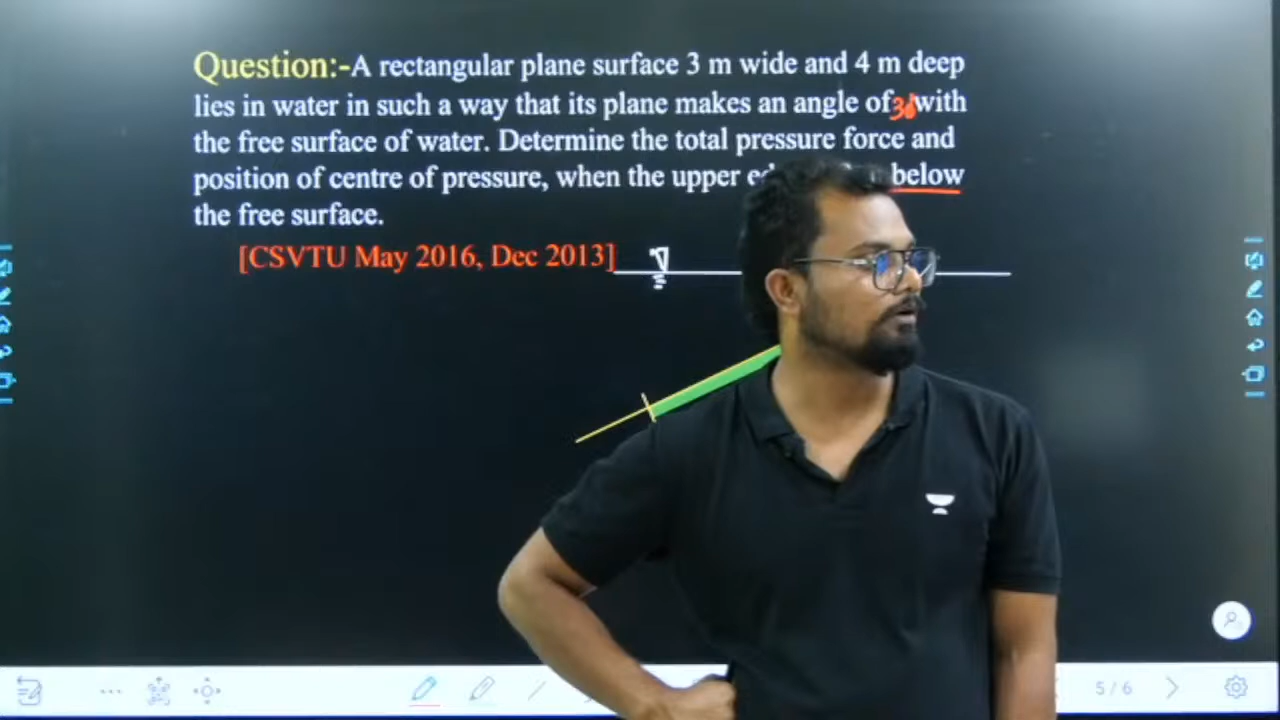 Question:-A rectangular plane surface 3 m wide and 4 m deep
lies in water in such a way that its plane makes an angle of 30 with
the free surface of water. Determine the total pressure force and
position of centre of pressure, when the upper below
the free surface.
[CSVTU May 2016, Dec 2013]
5 / 6